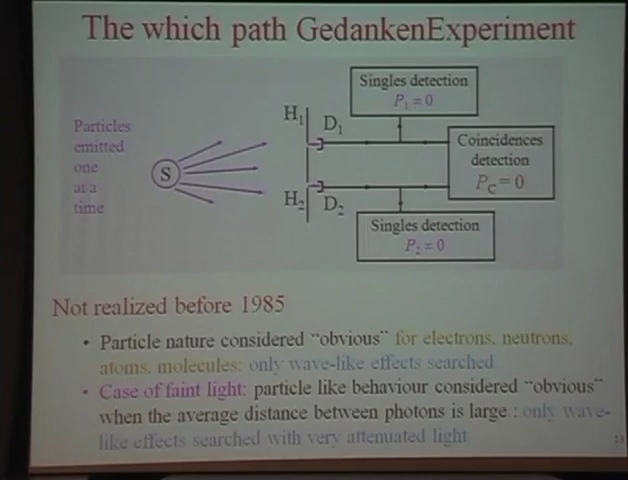 The which path GedankenExperiment
Singles detection
P₁ = 0
H₁
D₁
Particles
emitted
one
at a
time
S
Coincidences
detection
P_C = 0
H₂
D₂
Singles detection
P₂ = 0
Not realized before 1985
• Particle nature considered "obvious" for electrons, neutrons,
atoms, molecules: only wave-like effects searched
• Case of faint light: particle like behaviour considered "obvious"
when the average distance between photons is large : only wave-
like effects searched with very attenuated light
13